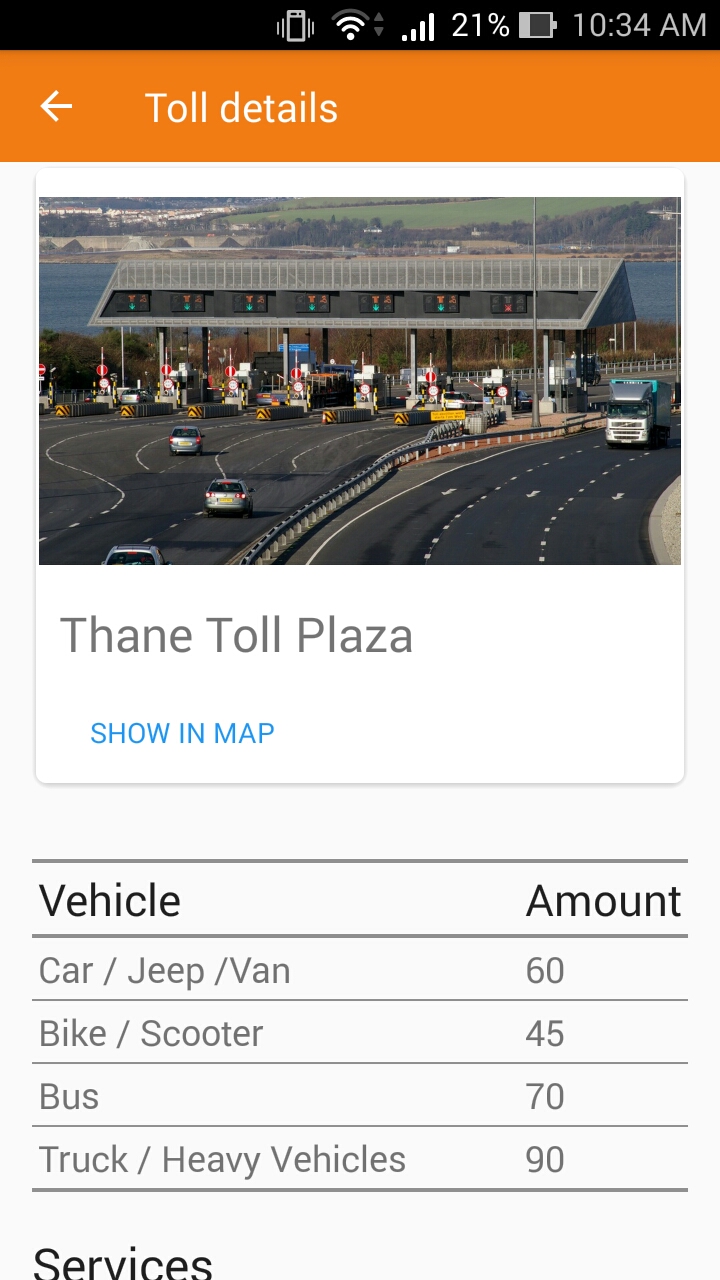 21% 10:34 AM
Toll details
Thane Toll Plaza
SHOW IN MAP
Vehicle Amount
Car / Jeep /Van 60
Bike / Scooter 45
Bus 70
Truck / Heavy Vehicles 90
Services